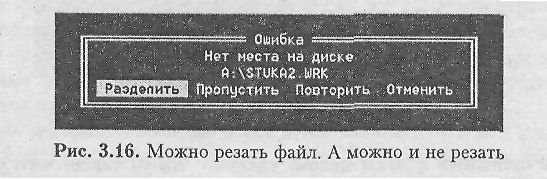 Ошибка
Нет места на диске
A:\STUKA2.WRK
Разделить Пропустить Повторить Отменить
Рис. 3.16. Можно резать файл. А можно и не резать